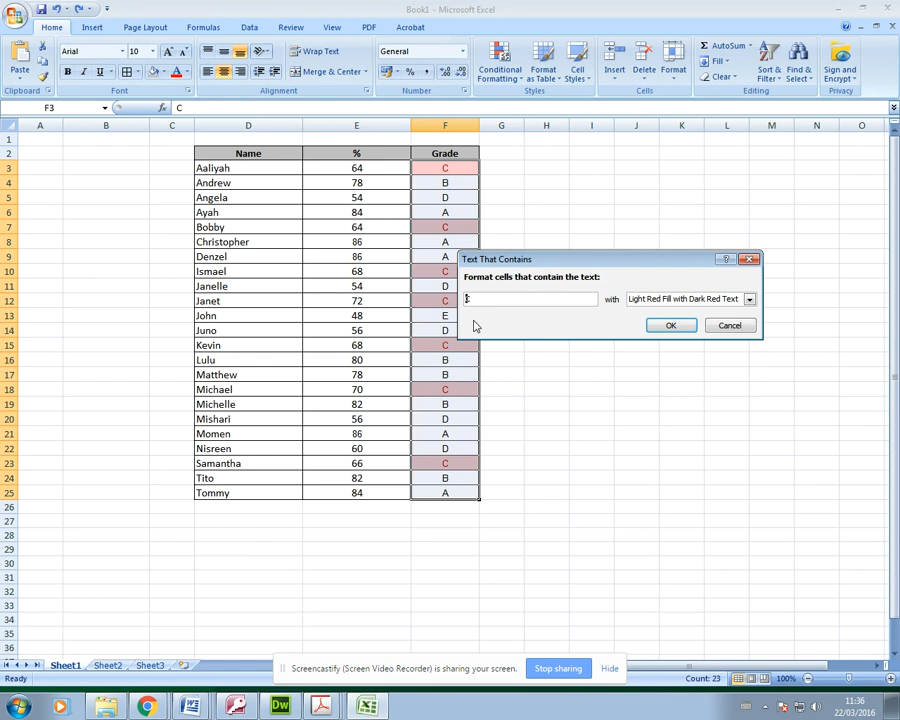 Book1 - Microsoft Excel
Home Insert Page Layout Formulas Data Review View PDF Acrobat
Paste
Clipboard
Arial 10
B I U
Font
Wrap Text
Merge & Center
Alignment
General
Number
Conditional Formatting
Format as Table
Cell Styles
Styles
Insert
Delete
Format
Cells
AutoSum
Fill
Clear
Sort & Filter
Find & Select
Editing
Sign and Encrypt
Privacy
F3 fx C
A B C D E F G H I J K L M N O
1
2 Name % Grade
3 Aaliyah 64 C
4 Andrew 78 B
5 Angela 54 D
6 Ayah 84 A
7 Bobby 64 C
8 Christopher 86 A
9 Denzel 86 A
10 Ismael 68 C
11 Janelle 54 D
12 Janet 72 C
13 John 48 E
14 Juno 56 D
15 Kevin 68 C
16 Lulu 80 B
17 Matthew 78 B
18 Michael 70 C
19 Michelle 82 B
20 Mishari 56 D
21 Momen 86 A
22 Nisreen 60 D
23 Samantha 66 C
24 Tito 82 B
25 Tommy 84 A
26
27
28
29
30
31
32
33
34
35
36
37
Text That Contains
Format cells that contain the text:
C with Light Red Fill with Dark Red Text
OK Cancel
Sheet1 Sheet2 Sheet3
Screencastify (Screen Video Recorder) is sharing your screen. Stop sharing Hide
Ready Count: 23 100%
Dw
11:36
22/03/2016